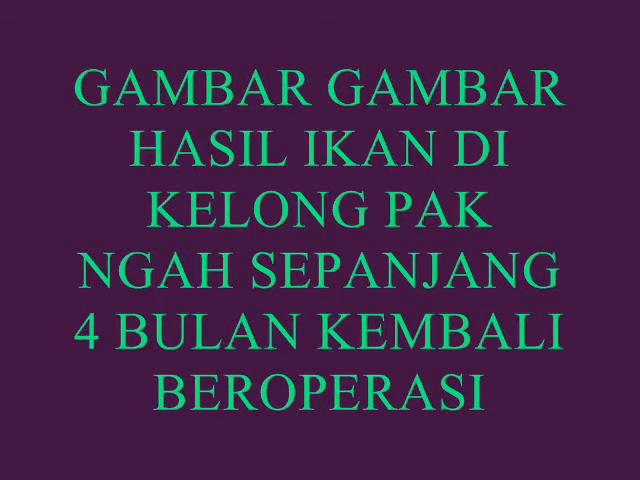 GAMBAR GAMBAR
HASIL IKAN DI
KELONG PAK
NGAH SEPANJANG
4 BULAN KEMBALI
BEROPERASI